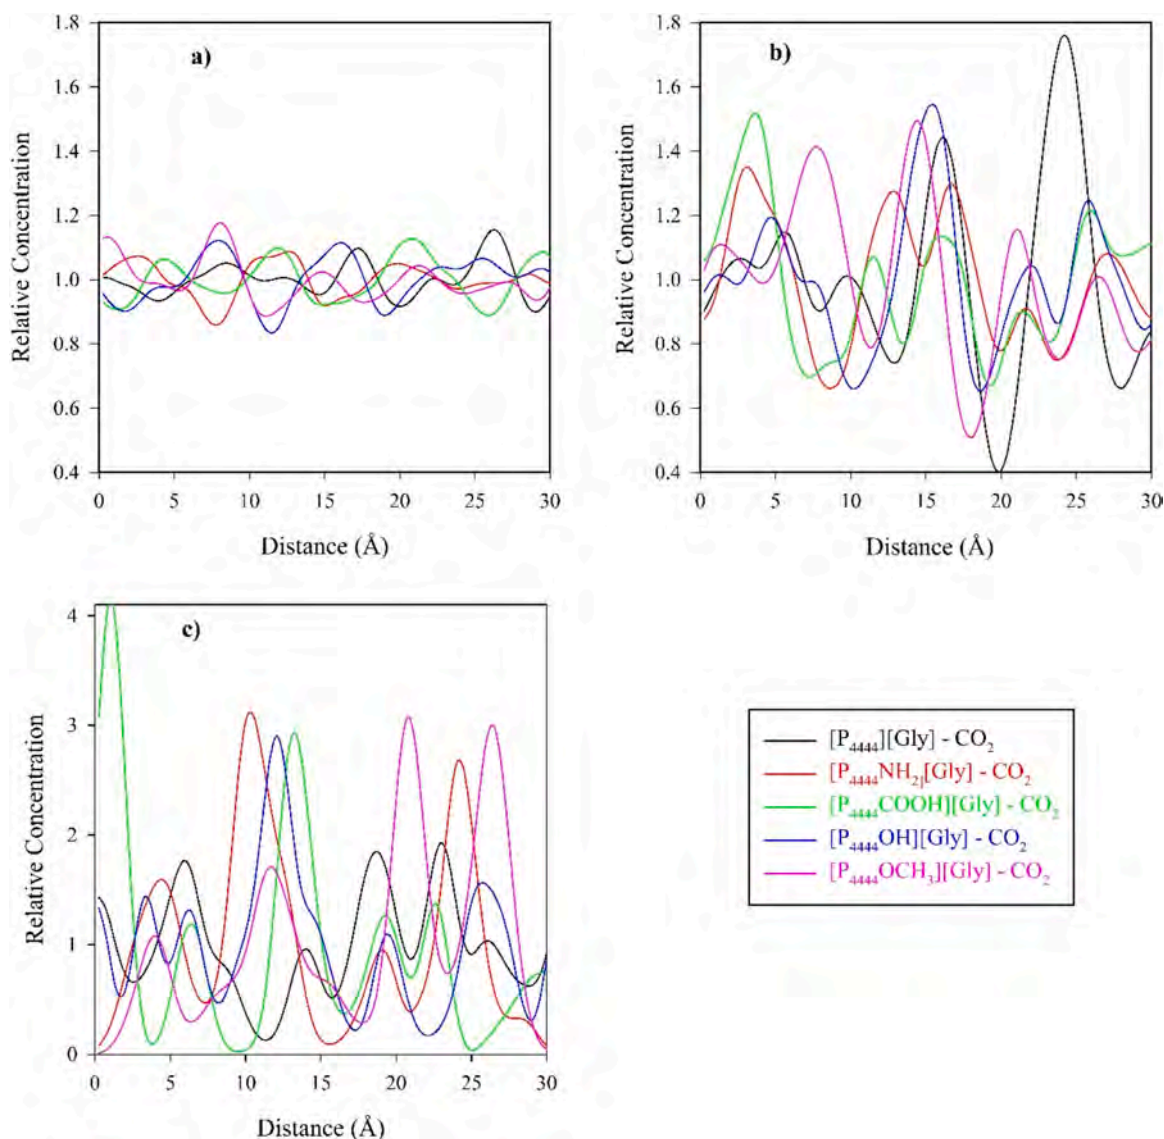 a)
Relative Concentration
1.8
1.6
1.4
1.2
1.0
0.8
0.6
0.4
0 5 10 15 20 25 30
Distance (Å)
b)
Relative Concentration
1.8
1.6
1.4
1.2
1.0
0.8
0.6
0.4
0 5 10 15 20 25 30
Distance (Å)
c)
Relative Concentration
4
3
2
1
0
0 5 10 15 20 25 30
Distance (Å)
[P₄₄₄₄][Gly] - CO₂
[P₄₄₄₄NH₂][Gly] - CO₂
[P₄₄₄₄COOH][Gly] - CO₂
[P₄₄₄₄OH][Gly] - CO₂
[P₄₄₄₄OCH₃][Gly] - CO₂